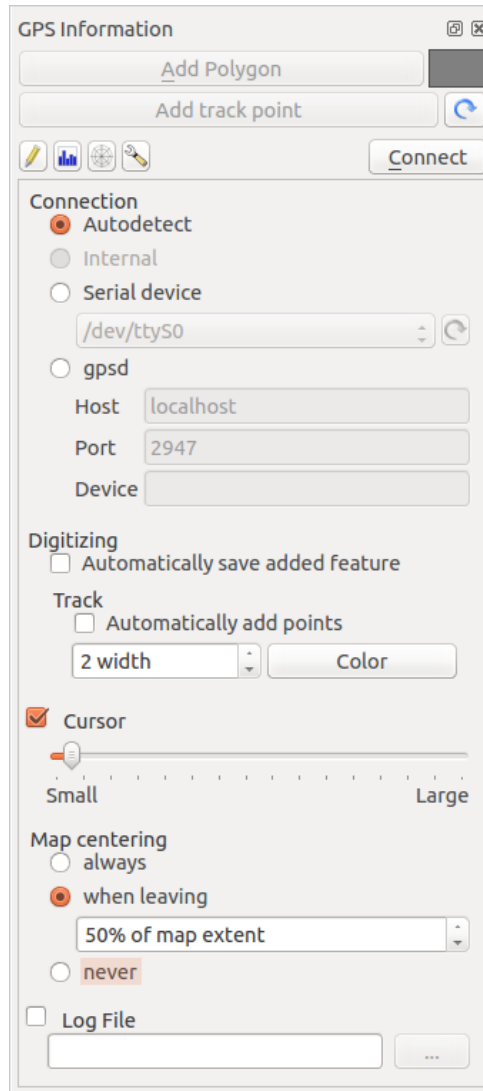 GPS Information
Add Polygon
Add track point
Connect
Connection
Autodetect
Internal
Serial device
/dev/ttyS0
gpsd
Host localhost
Port 2947
Device
Digitizing
Automatically save added feature
Track
Automatically add points
2 width Color
Cursor
Small Large
Map centering
always
when leaving
50% of map extent
never
Log File
...